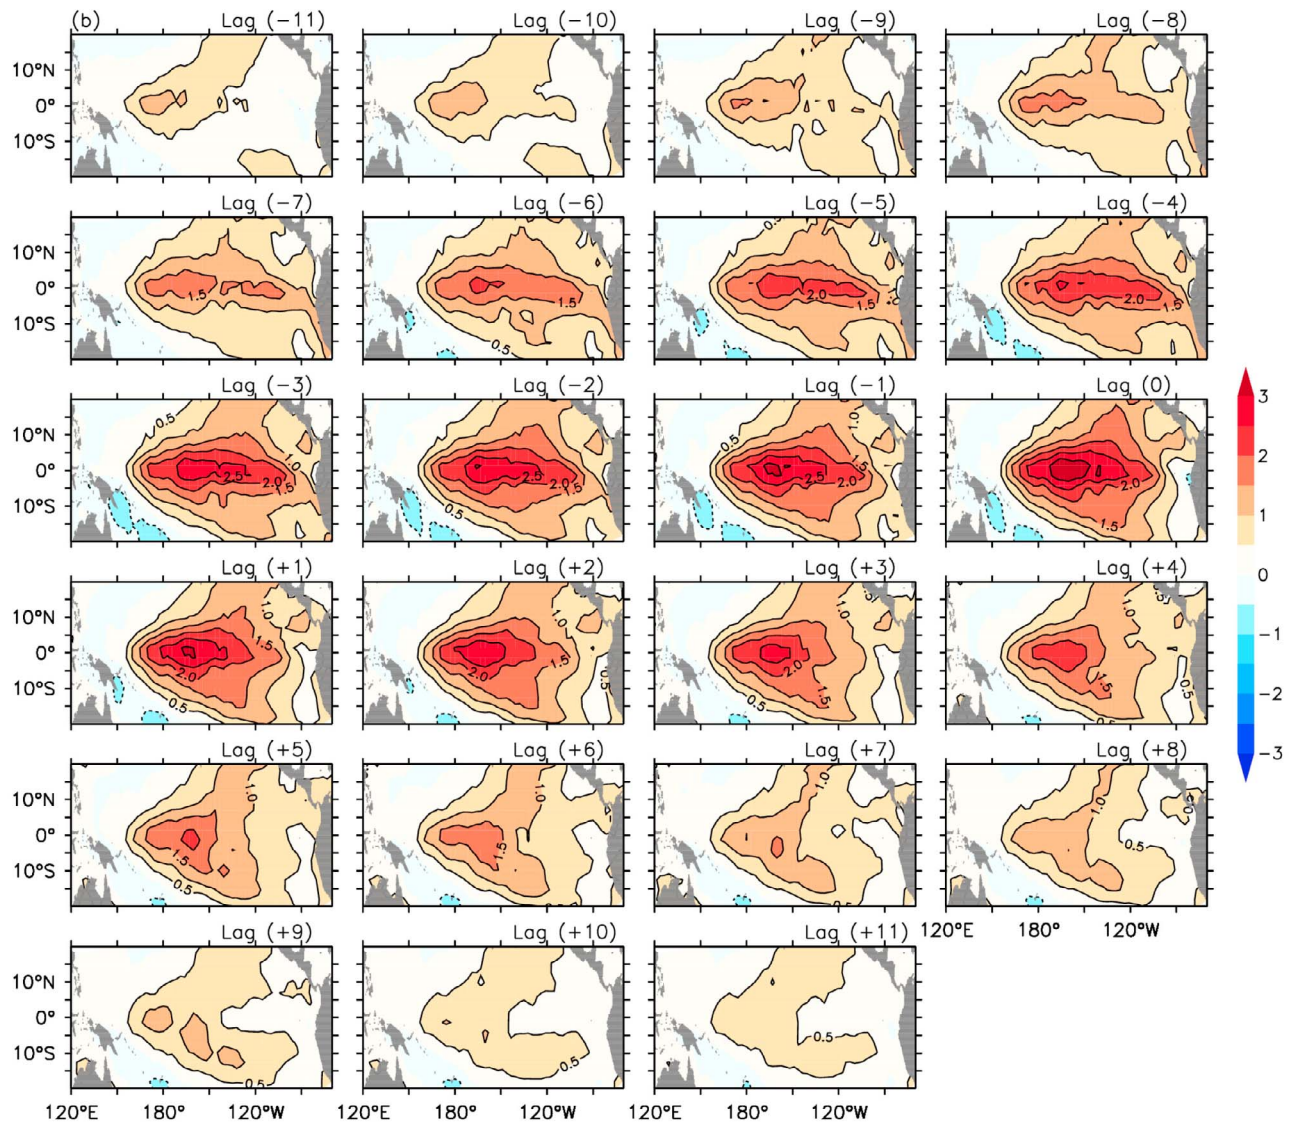 (b) Lag (−11) Lag (−10) Lag (−9) Lag (−8)
10°N
0°
10°S
Lag (−7) Lag (−6) Lag (−5) Lag (−4)
0.5
10°N
0° 1.5 1.5 2.0 1.5 2.0 1.5
10°S
0.5
Lag (−3) Lag (−2) Lag (−1) Lag (0)
0.5 1.0 0.5
10°N
1.0 1.5
0° 2.5 2.0 1.5 2.5 2.0 1.5 2.5 2.0 2.0
10°S
0.5 0.5 1.5
Lag (+1) Lag (+2) Lag (+3) Lag (+4)
0.5
10°N 1.0 1.0 1.0
0° 1.5 1.5
2.0 2.0 2.0
10°S 1.5 1.5
0.5 0.5 0.5 0.5 0.5
Lag (+5) Lag (+6) Lag (+7) Lag (+8)
1.0 1.0 1.0 1.0
10°N 0.5
0° 0.5
1.5 1.5
10°S
0.5
Lag (+9) Lag (+10) Lag (+11) 120°E 180° 120°W
10°N
0° 0.5
10°S
0.5 0.5
120°E 180° 120°W 120°E 180° 120°W 120°E 180° 120°W
3
2
1
0
−1
−2
−3